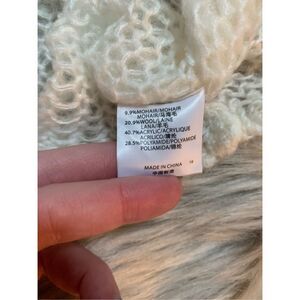 9.9%MOHAIR/MOHAIR
MOHAIR/马海毛
20.9%WOOL/LAINE
LANA/羊毛
40.7%ACRYLIC/ACRYLIQUE
ACRILICO/腈纶
28.5%POLYAMIDE/POLYAMIDE
POLIAMIDA/锦纶
MADE IN CHINA
中国制造